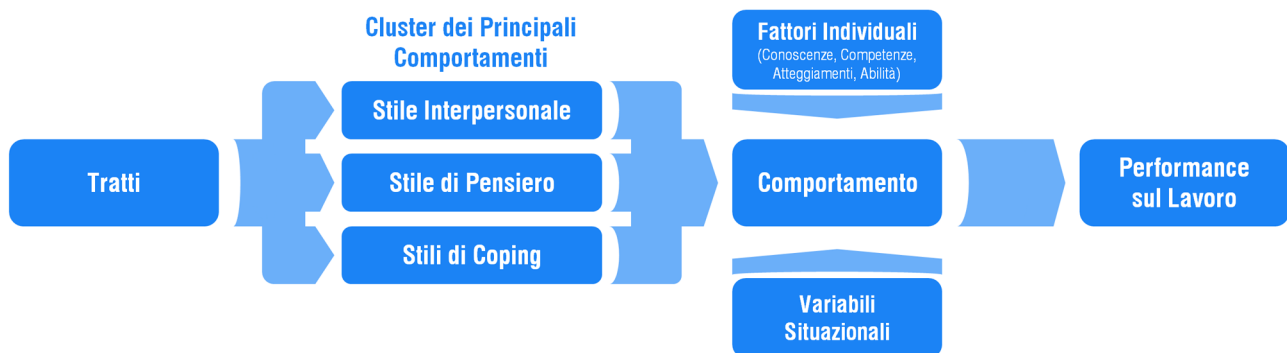 Tratti
Cluster dei Principali
Comportamenti
Stile Interpersonale
Stile di Pensiero
Stili di Coping
Fattori Individuali
(Conoscenze, Competenze,
Atteggiamenti, Abilità)
Comportamento
Variabili
Situazionali
Performance
sul Lavoro